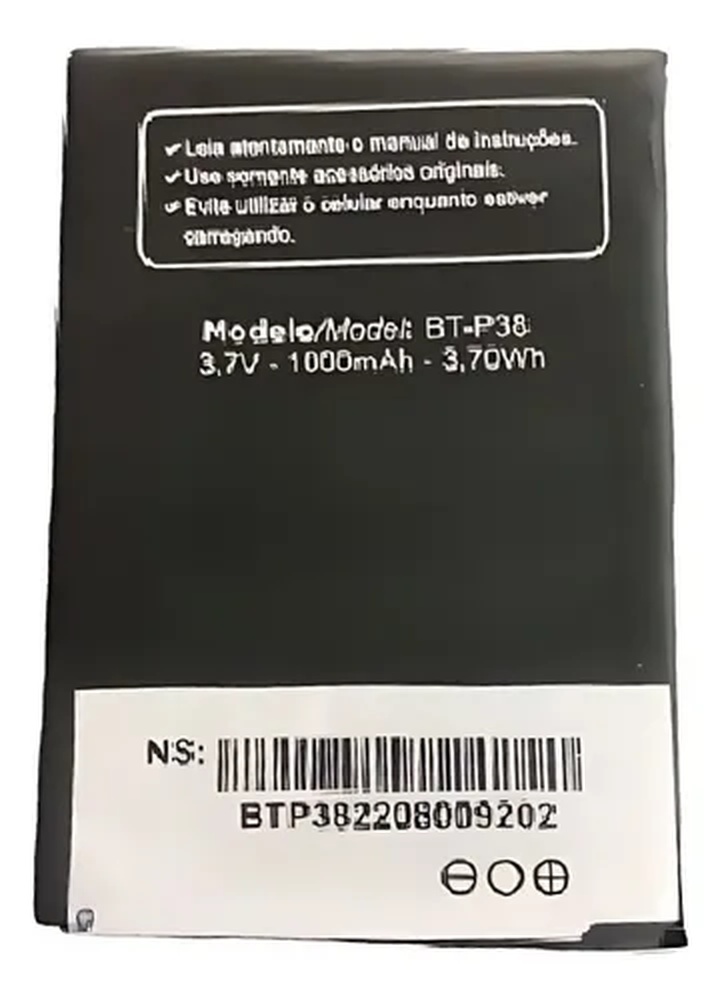 ✓ Leia atentamente o manual de instruções.
✓ Use somente acessórios originais.
✓ Evite utilizar o celular enquanto estiver
carregando.
Modelo/Model: BT-P38
3,7V - 1000mAh - 3,70Wh
NS:
BTP382208009202